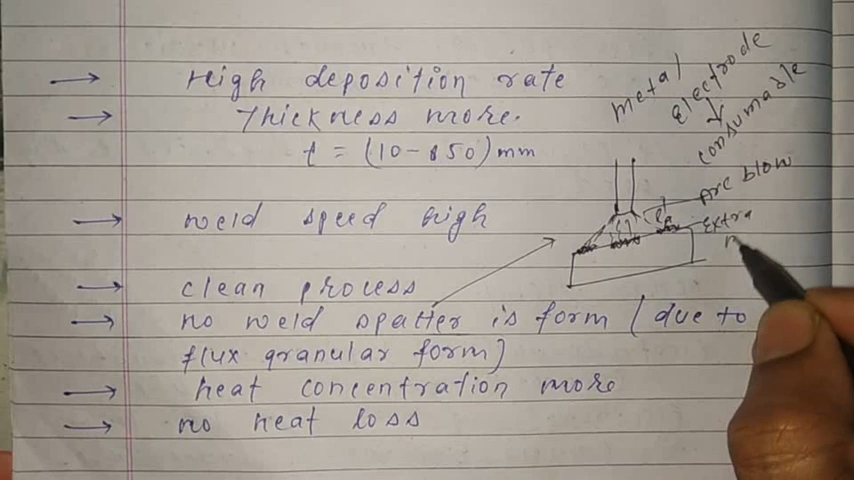 High deposition rate
Thickness more.
t = (10-150) mm
weld speed high
clean process
no weld spatter is form (due to
flux granular form)
heat concentration more
no heat loss
Metal
Electrode
consumable
Arc blow
Extra